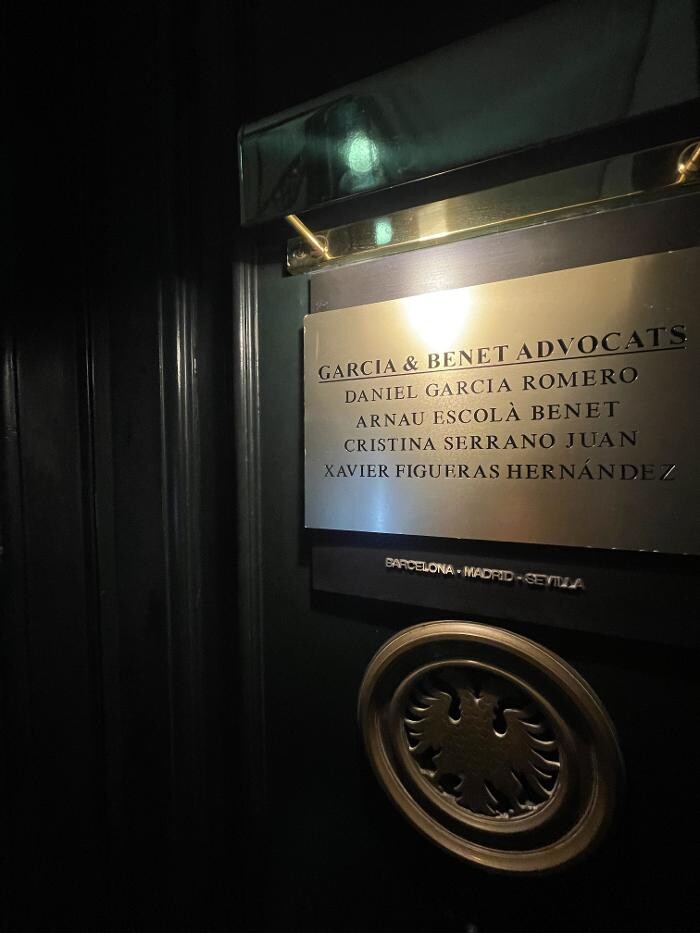 GARCIA & BENET ADVOCATS
DANIEL GARCIA ROMERO
ARNAU ESCOLÀ BENET
CRISTINA SERRANO JUAN
XAVIER FIGUERAS HERNÁNDEZ
BARCELONA - MADRID - SEVILLA